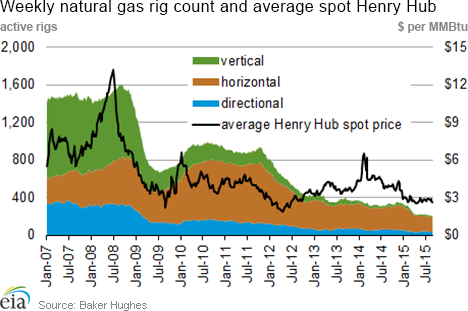 Weekly natural gas rig count and average spot Henry Hub
active rigs $ per MMBtu
2,000 $15
1,600 $12
1,200 $9
800 $6
400 $3
0 $0
vertical
horizontal
directional
average Henry Hub spot price
Jan-07 Jul-07 Jan-08 Jul-08 Jan-09 Jul-09 Jan-10 Jul-10 Jan-11 Jul-11 Jan-12 Jul-12 Jan-13 Jul-13 Jan-14 Jul-14 Jan-15 Jul-15
eia Source: Baker Hughes